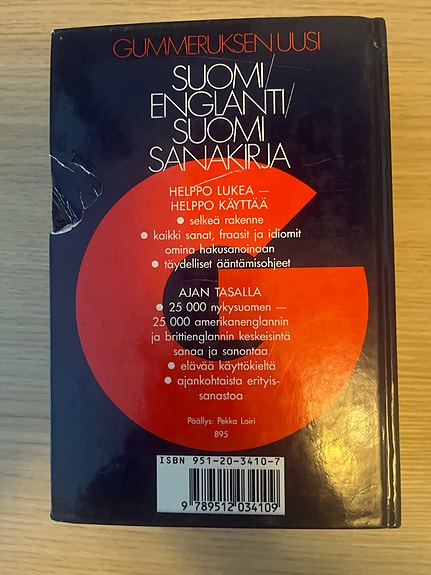 GUMMERUKSEN UUSI
SUOMI/
ENGLANTI/
SUOMI
SANAKIRJA
HELPPO LUKEA —
HELPPO KÄYTTÄÄ
● selkeä rakenne
● kaikki sanat, fraasit ja idiomit
omina hakusanoinaan
● täydelliset ääntämisohjeet
AJAN TASALLA
● 25 000 nykysuomen —
25 000 amerikanenglannin
ja brittienglannin keskeisintä
sanaa ja sanontaa
● elävää käyttökieltä
● ajankohtaista erityis-
sanastoa
Päällys: Pekka Loiri
895
ISBN 951-20-3410-7
9 789512 034109